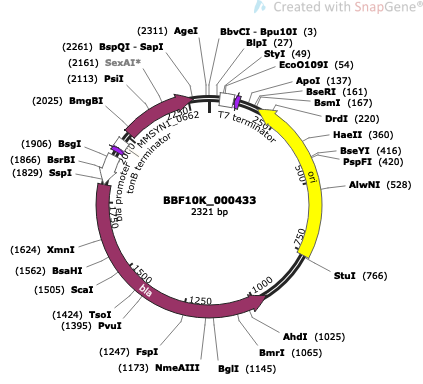 Created with SnapGene®
(2311) AgeI
BbvCI - Bpu10I (3)
(2261) BspQI - SapI
BlpI (27)
(2161) SexAI*
StyI (49)
(2113) PsiI
EcoO109I (54)
(2025) BmgBI
ApoI (137)
BseRI (161)
BsmI (167)
DrdI (220)
HaeII (360)
BseYI (416)
PspFI (420)
AlwNI (528)
(1906) BsgI
(1866) BsrBI
(1829) SspI
MMSYN1_0662
T7 terminator
tonB terminator
bla promoter
ori
250
500
750
1000
1250
1500
BBF10K_000433
2321 bp
(1624) XmnI
(1562) BsaHI
(1505) ScaI
(1424) TsoI
(1395) PvuI
(1247) FspI
(1173) NmeAIII
BglI (1145)
BmrI (1065)
AhdI (1025)
StuI (766)
bla